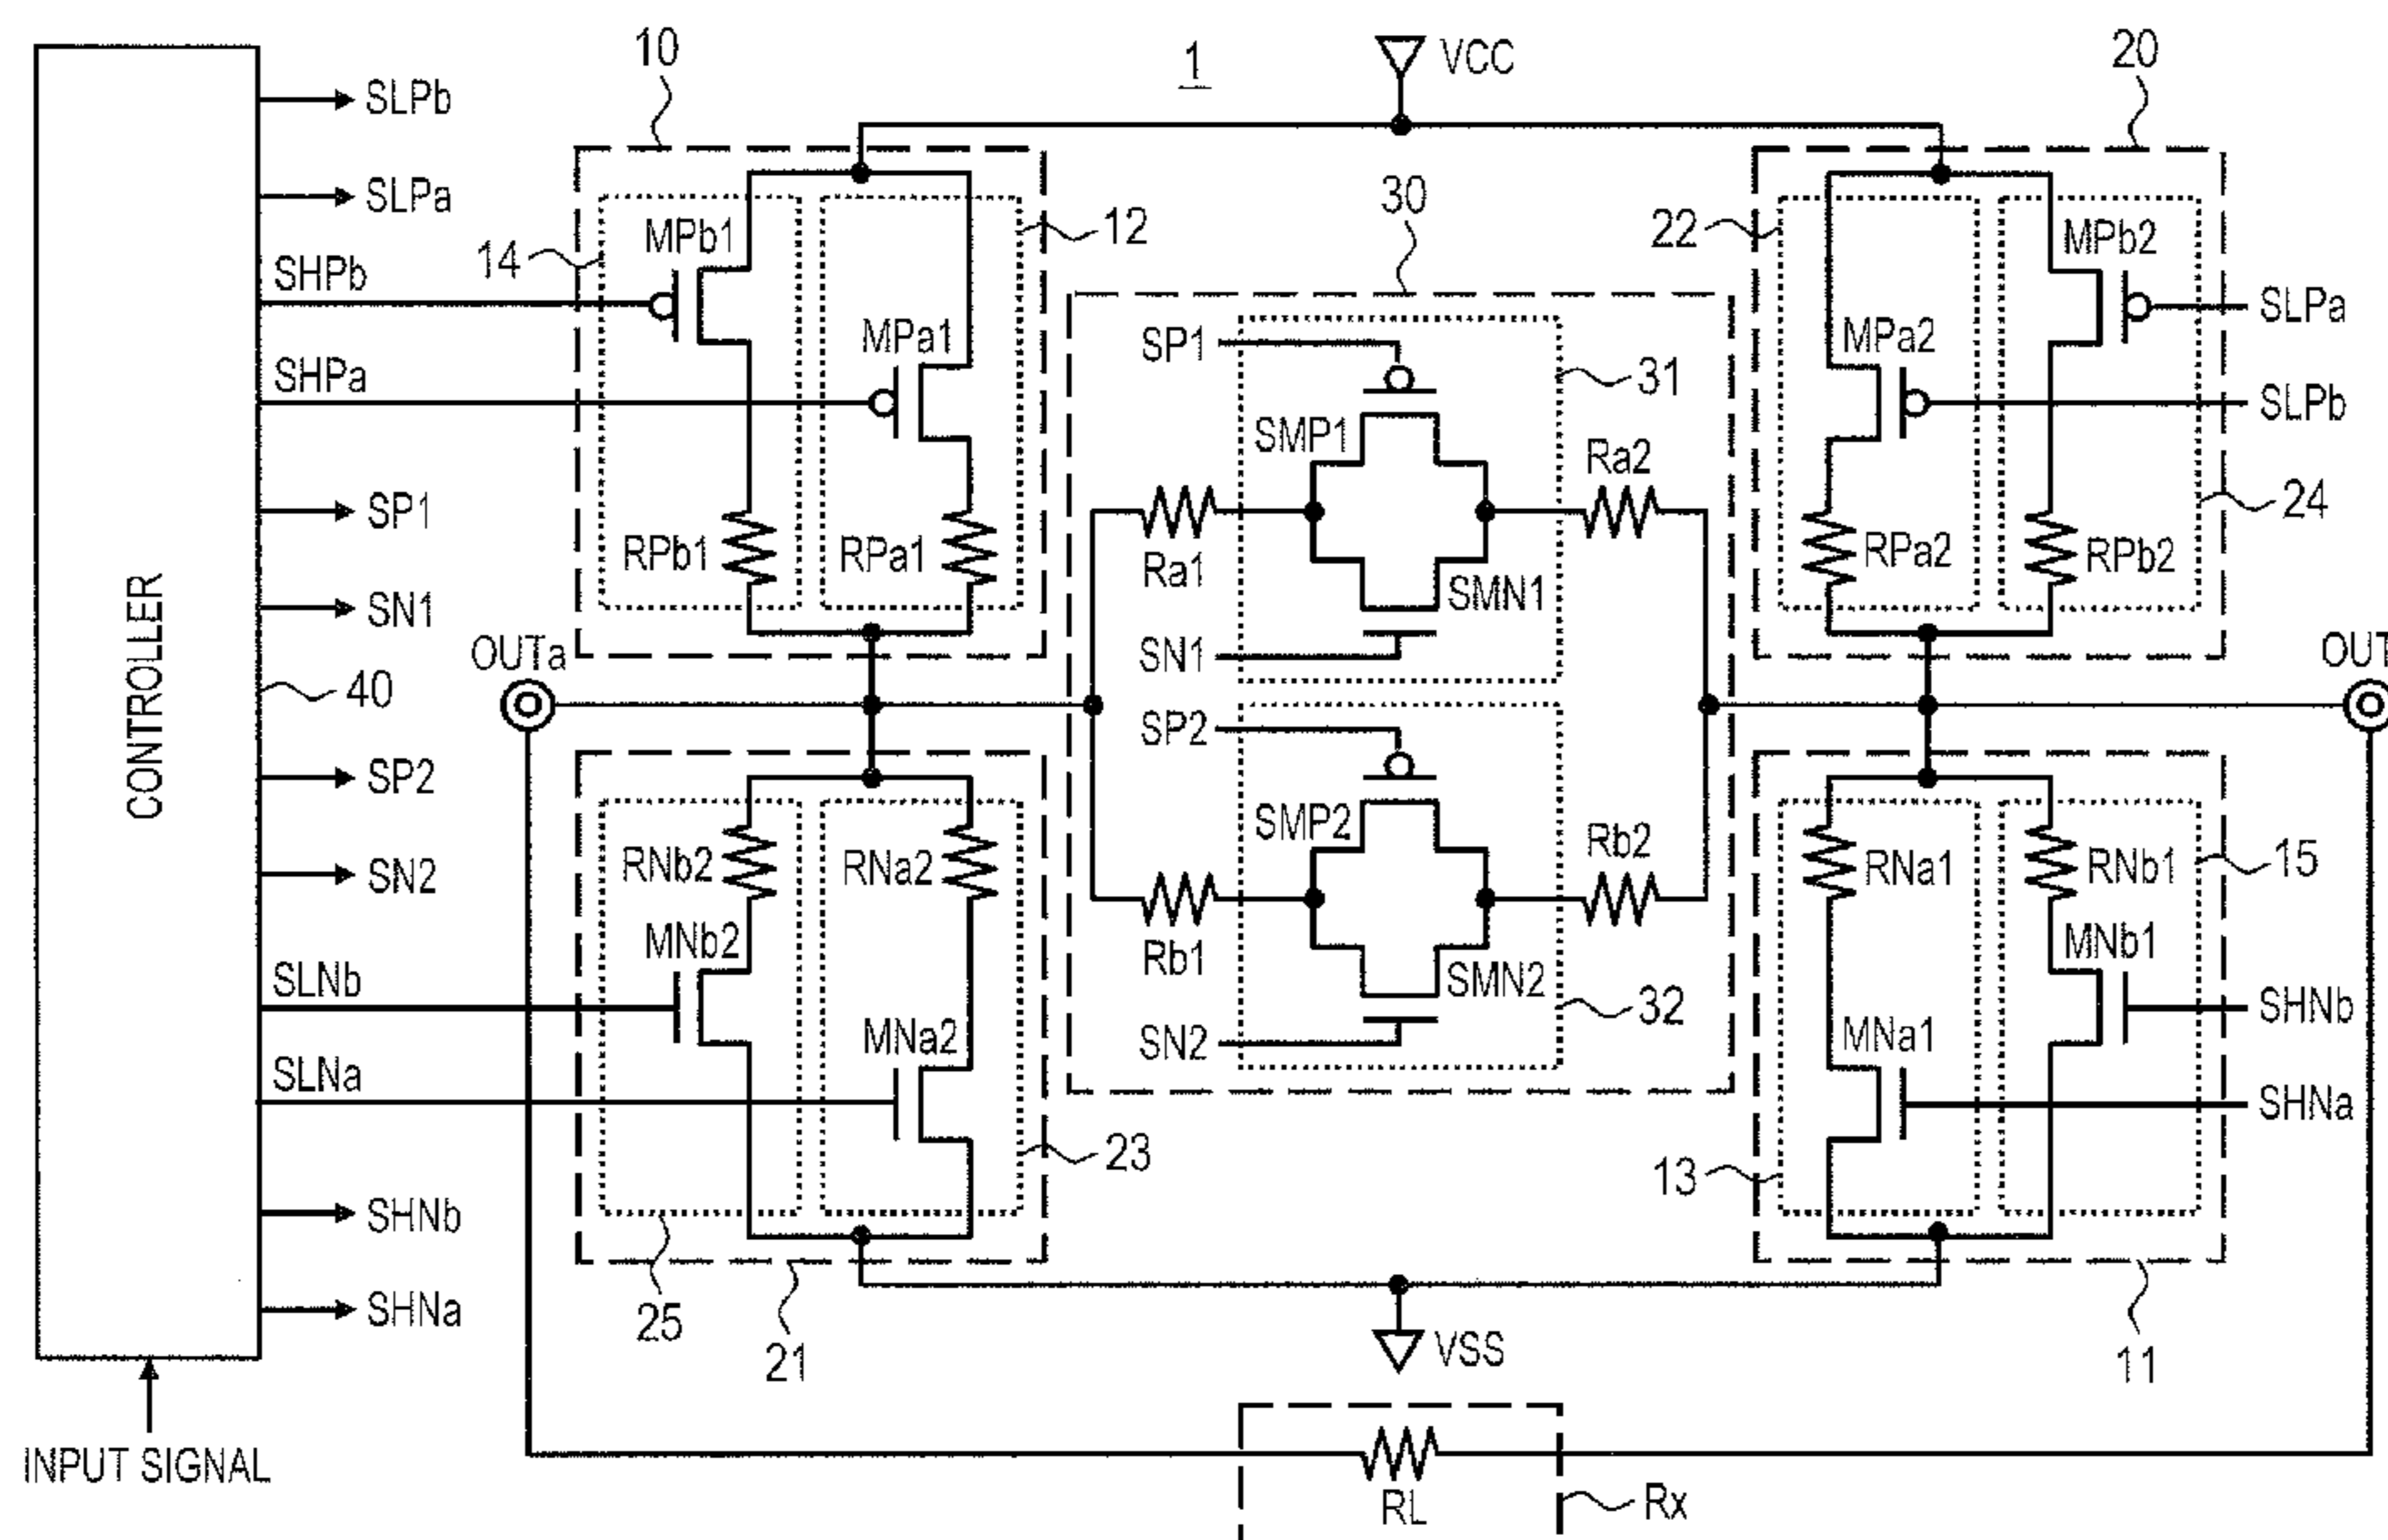 1
VCC
10
20
SLPb
SLPa
SHPb
SHPa
SP1
SN1
SP2
SN2
SLNb
SLNa
SHNb
SHNa
CONTROLLER
40
INPUT SIGNAL
14
MPb1
12
MPa1
RPb1
RPa1
OUTa
30
SP1
31
SMP1
Ra1
Ra2
SMN1
SN1
SP2
SMP2
Rb1
Rb2
SMN2
SN2
32
22
MPb2
SLPa
MPa2
SLPb
24
RPa2
RPb2
OUT
RNb2
RNa2
MNb2
MNa2
23
25
21
RNa1
RNb1
15
MNb1
SHNb
MNa1
SHNa
13
11
VSS
RL
Rx